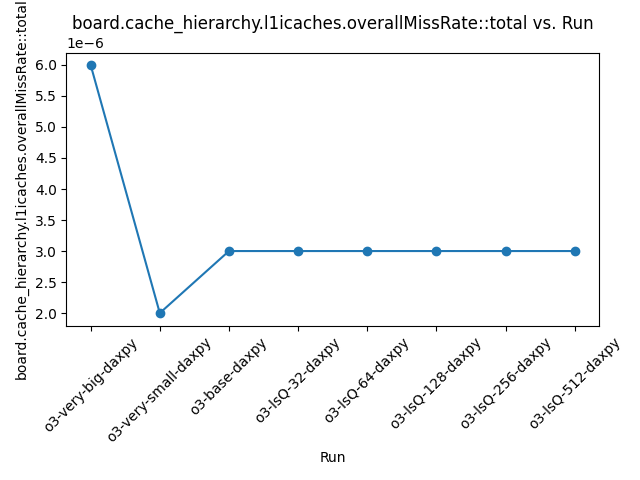 board.cache_hierarchy.l1icaches.overallMissRate::total vs. Run
1e−6
board.cache_hierarchy.l1icaches.overallMissRate::total
6.0
5.5
5.0
4.5
4.0
3.5
3.0
2.5
2.0
o3-very-big-daxpy
o3-very-small-daxpy
o3-base-daxpy
o3-lsQ-32-daxpy
o3-lsQ-64-daxpy
o3-lsQ-128-daxpy
o3-lsQ-256-daxpy
o3-lsQ-512-daxpy
Run